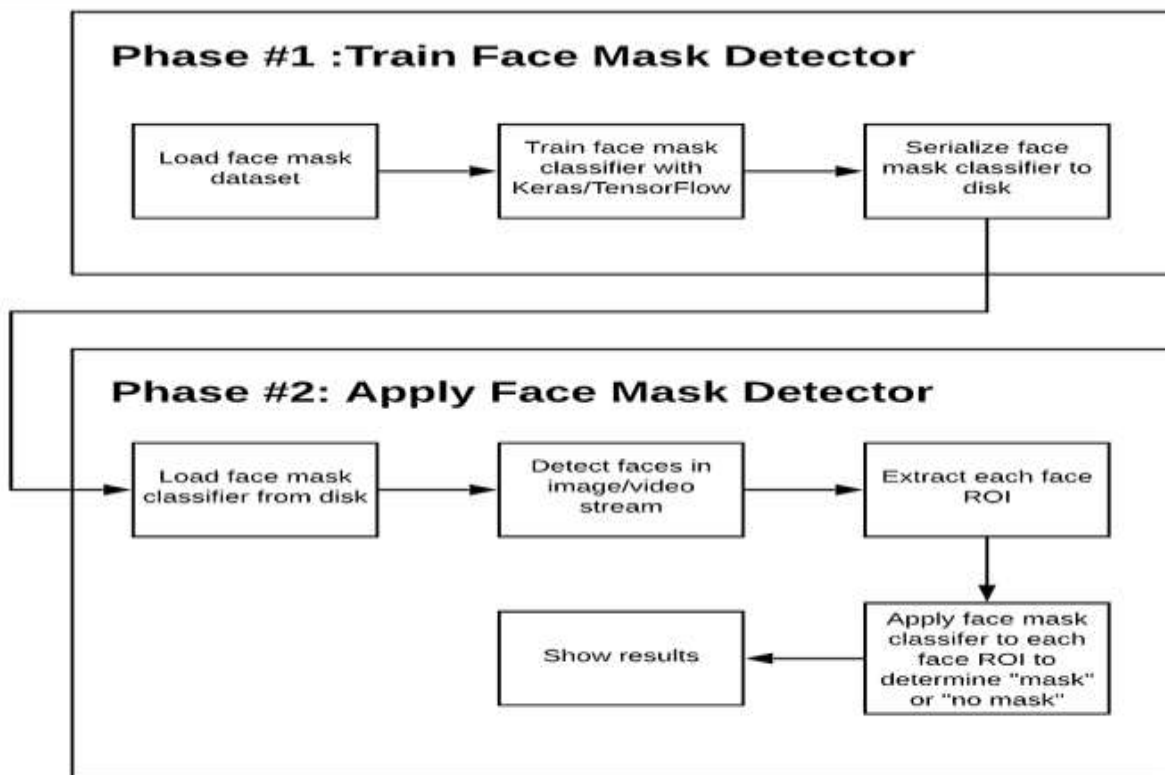 Phase #1 :Train Face Mask Detector
Load face mask
dataset
Train face mask
classifier with
Keras/TensorFlow
Serialize face
mask classifier to
disk
Phase #2: Apply Face Mask Detector
Load face mask
classifier from disk
Detect faces in
image/video
stream
Extract each face
ROI
Apply face mask
classifer to each
face ROI to
determine "mask"
or "no mask"
Show results